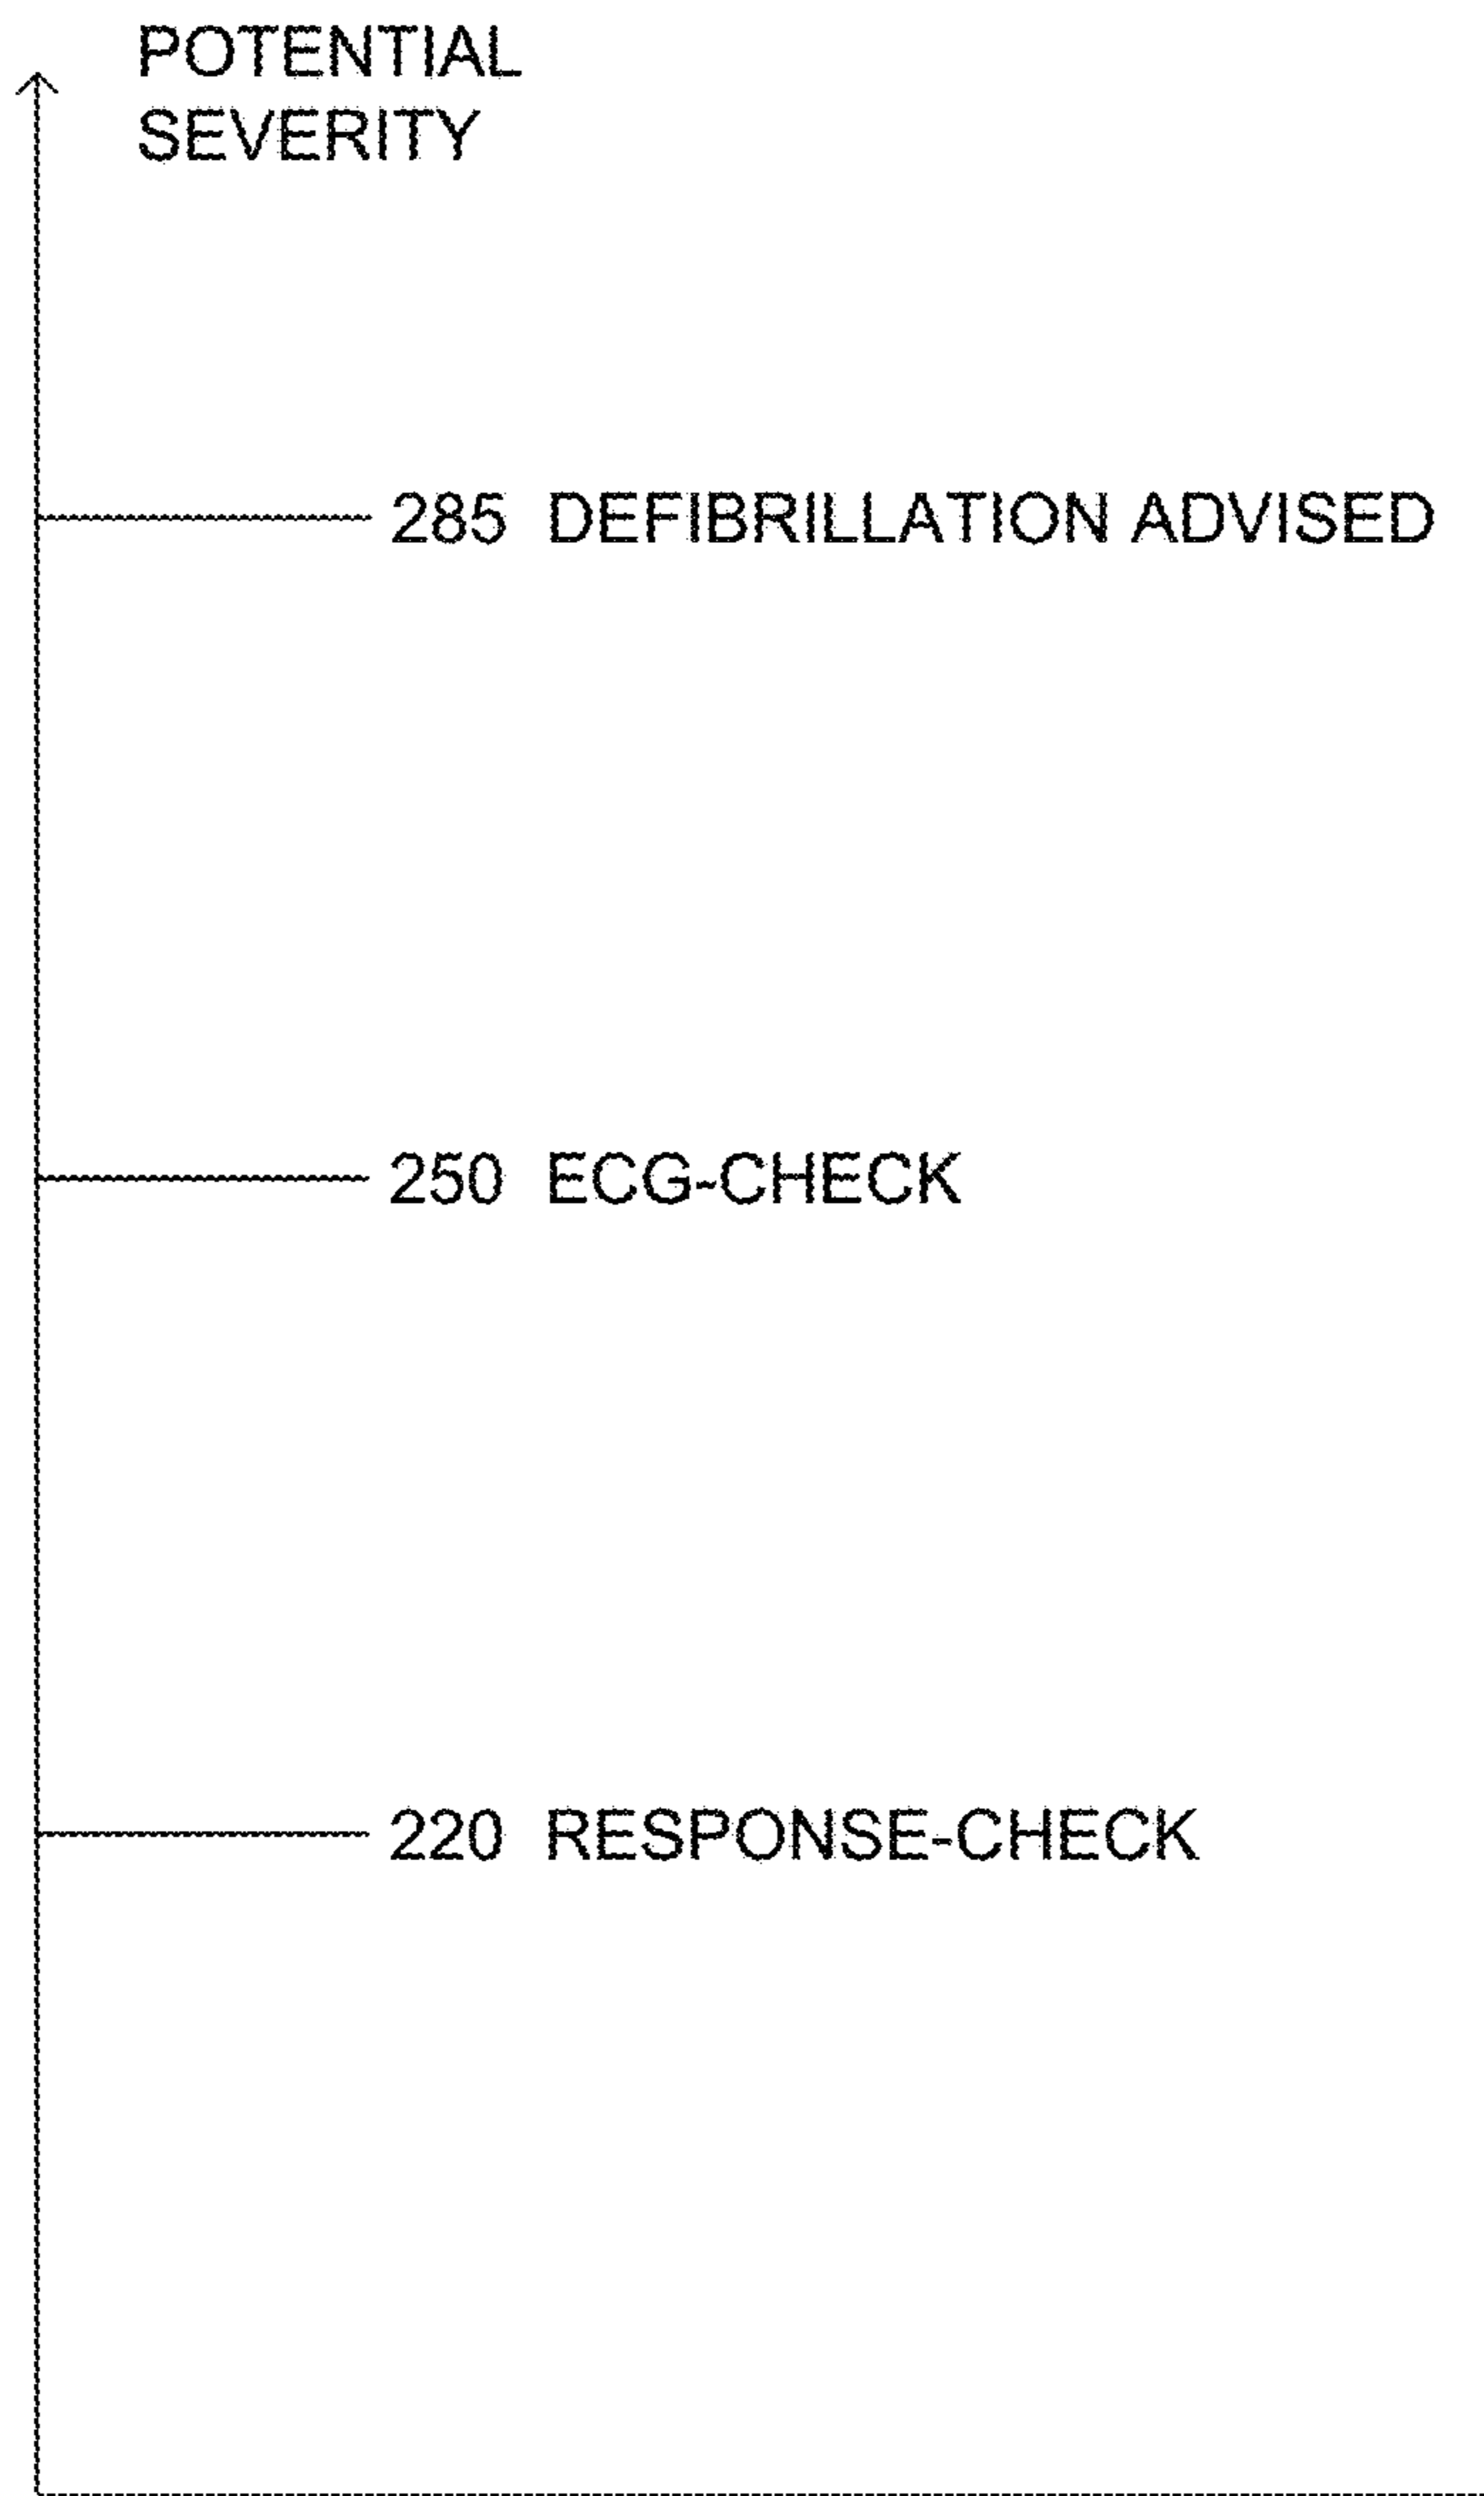 POTENTIAL
SEVERITY
285 DEFIBRILLATION ADVISED
250 ECG-CHECK
220 RESPONSE-CHECK